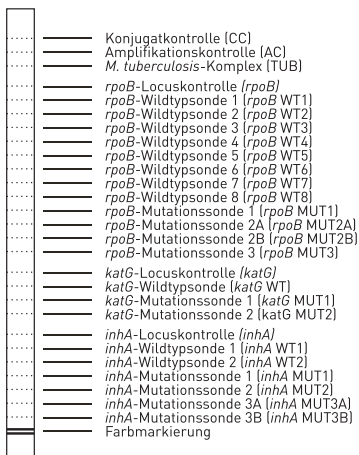 Konjugatkontrolle (CC)
Amplifikationskontrolle (AC)
M. tuberculosis-Komplex (TUB)
rpoB-Locuskontrolle (rpoB)
rpoB-Wildtypsonde 1 (rpoB WT1)
rpoB-Wildtypsonde 2 (rpoB WT2)
rpoB-Wildtypsonde 3 (rpoB WT3)
rpoB-Wildtypsonde 4 (rpoB WT4)
rpoB-Wildtypsonde 5 (rpoB WT5)
rpoB-Wildtypsonde 6 (rpoB WT6)
rpoB-Wildtypsonde 7 (rpoB WT7)
rpoB-Wildtypsonde 8 (rpoB WT8)
rpoB-Mutationssonde 1 (rpoB MUT1)
rpoB-Mutationssonde 2A (rpoB MUT2A)
rpoB-Mutationssonde 2B (rpoB MUT2B)
rpoB-Mutationssonde 3 (rpoB MUT3)
katG-Locuskontrolle (katG)
katG-Wildtypsonde (katG WT)
katG-Mutationssonde 1 (katG MUT1)
katG-Mutationssonde 2 (katG MUT2)
inhA-Locuskontrolle (inhA)
inhA-Wildtypsonde 1 (inhA WT1)
inhA-Wildtypsonde 2 (inhA WT2)
inhA-Mutationssonde 1 (inhA MUT1)
inhA-Mutationssonde 2 (inhA MUT2)
inhA-Mutationssonde 3A (inhA MUT3A)
inhA-Mutationssonde 3B (inhA MUT3B)
Farbmarkierung